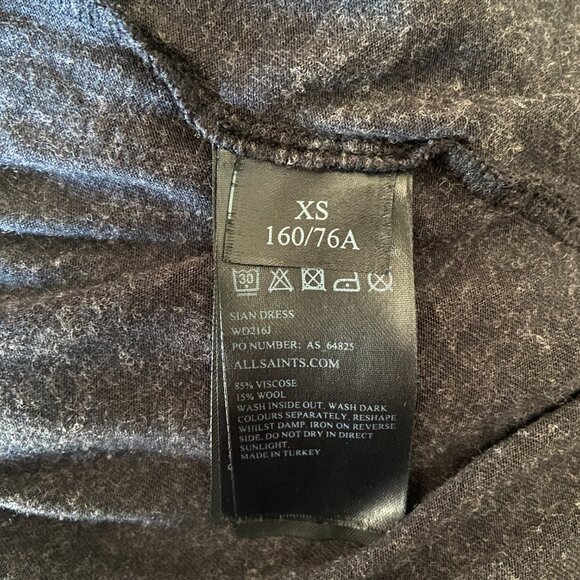 XS
160/76A
30
SIAN DRESS
WD216J
PO NUMBER: AS_64825
ALLSAINTS.COM
85% VISCOSE
15% WOOL
WASH INSIDE OUT, WASH DARK
COLOURS SEPARATELY, RESHAPE
WHILST DAMP. IRON ON REVERSE
SIDE. DO NOT DRY IN DIRECT
SUNLIGHT.
MADE IN TURKEY